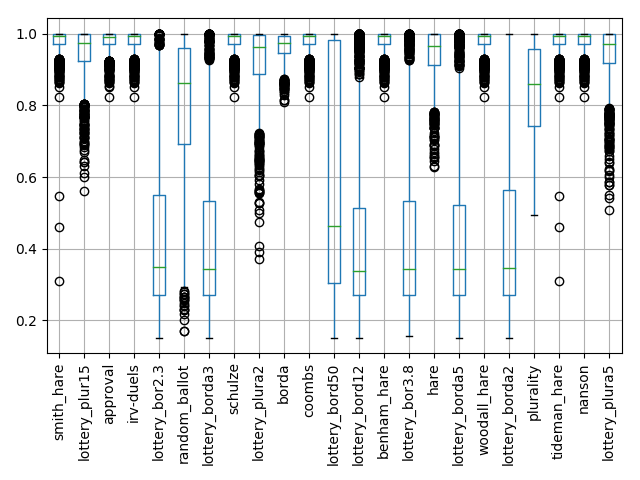 1.0
0.8
0.6
0.4
0.2
smith_hare
lottery_plur15
approval
irv-duels
lottery_bor2.3
random_ballot
lottery_borda3
schulze
lottery_plura2
borda
coombs
lottery_bord50
lottery_bord12
benham_hare
lottery_bor3.8
hare
lottery_borda5
woodall_hare
lottery_borda2
plurality
tideman_hare
nanson
lottery_plura5